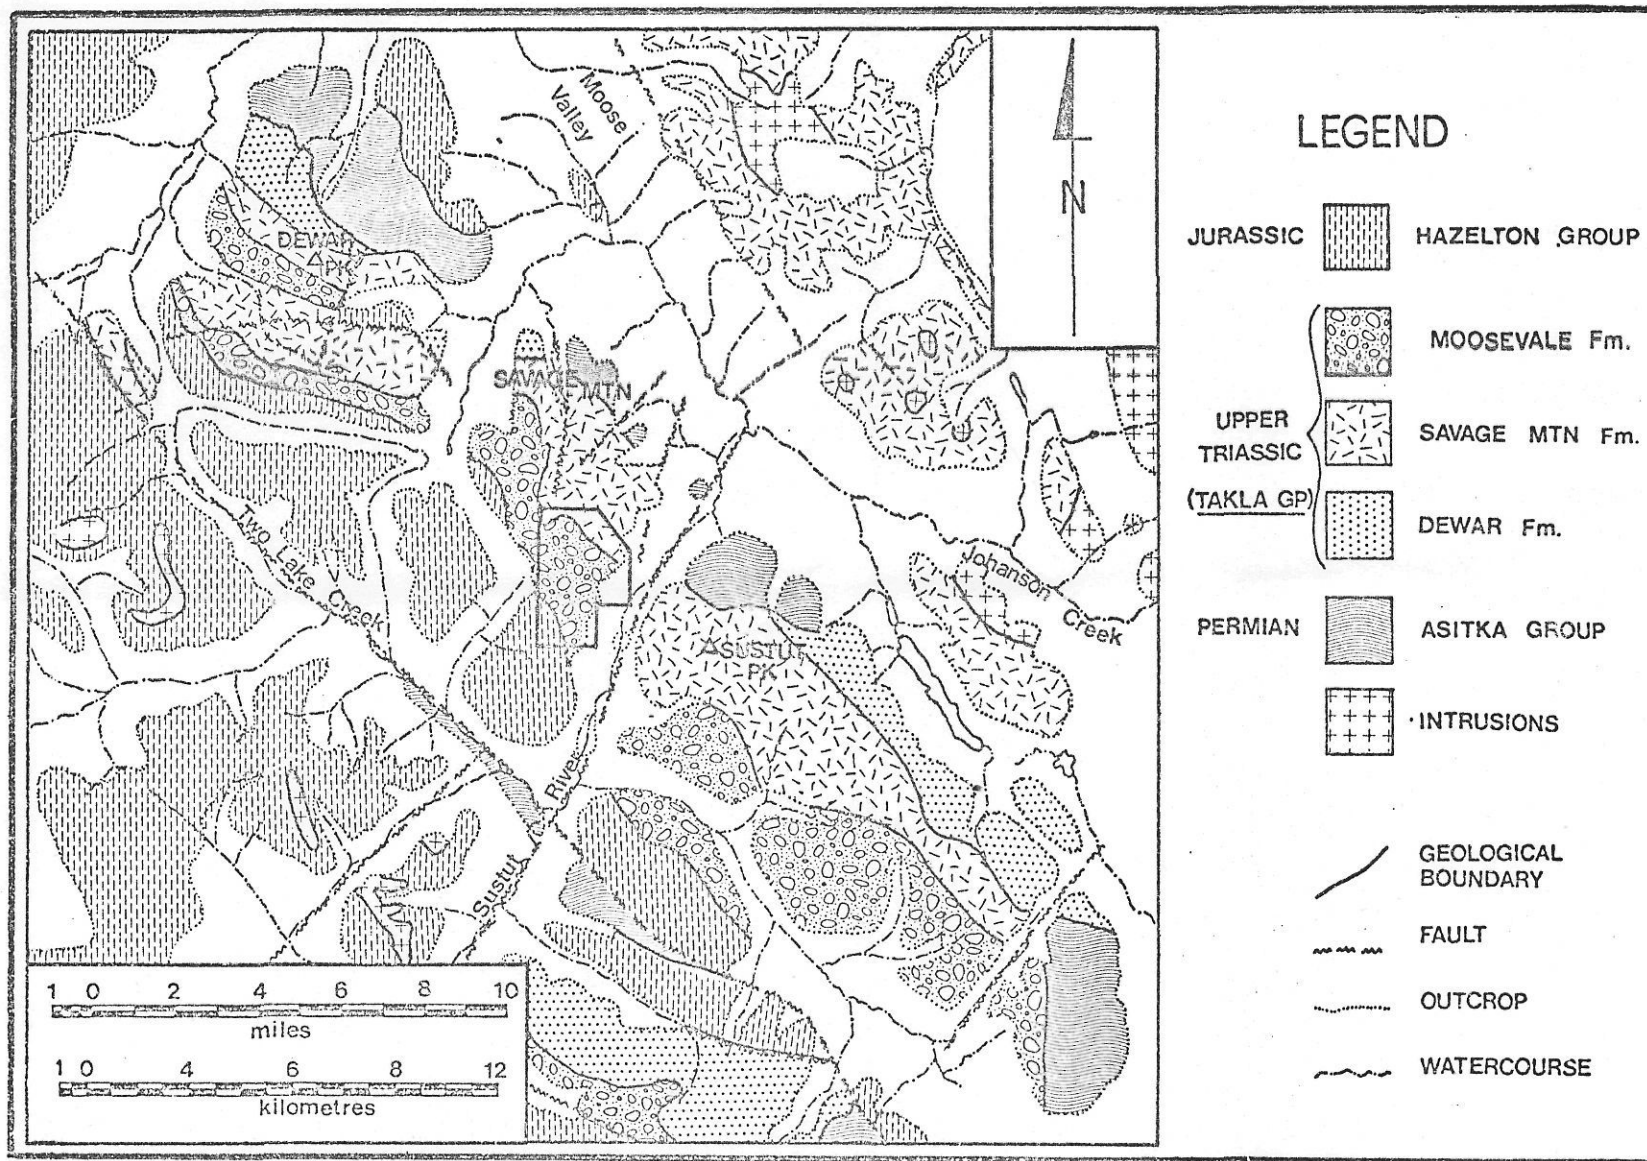 Moose
Valley
N
DEWAR
PK
SAVAGE MTN
Two Lake Creek
Johanson Creek
SUSTUT
PK
Sustut River
1 0 2 4 6 8 10
miles
1 0 4 6 8 12
kilometres
LEGEND
JURASSIC HAZELTON GROUP
MOOSEVALE Fm.
UPPER
TRIASSIC
(TAKLA GP)
SAVAGE MTN Fm.
DEWAR Fm.
PERMIAN ASITKA GROUP
INTRUSIONS
GEOLOGICAL
BOUNDARY
FAULT
OUTCROP
WATERCOURSE